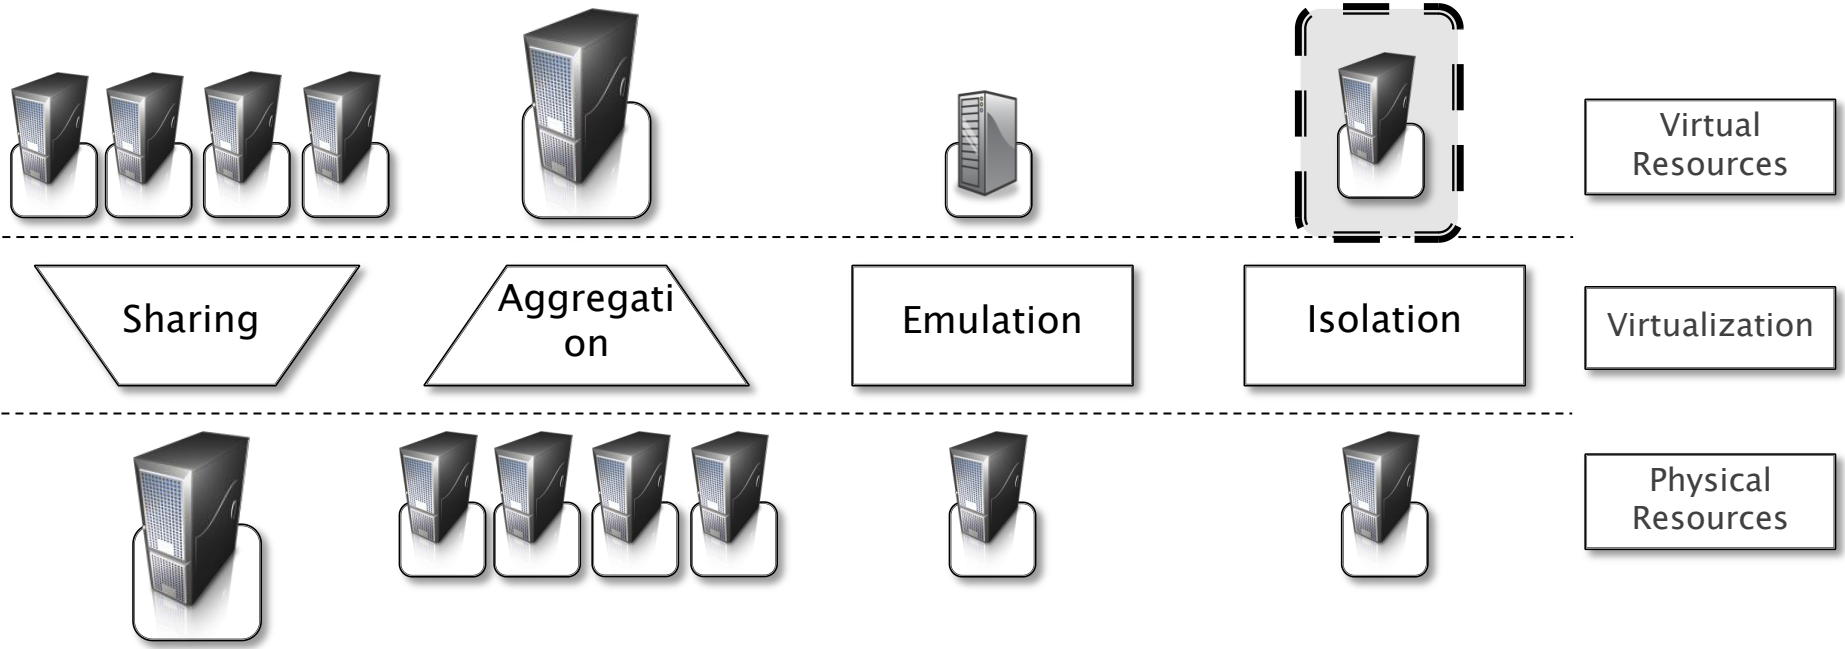 Virtual
Resources
Sharing
Aggregati
on
Emulation
Isolation
Virtualization
Physical
Resources